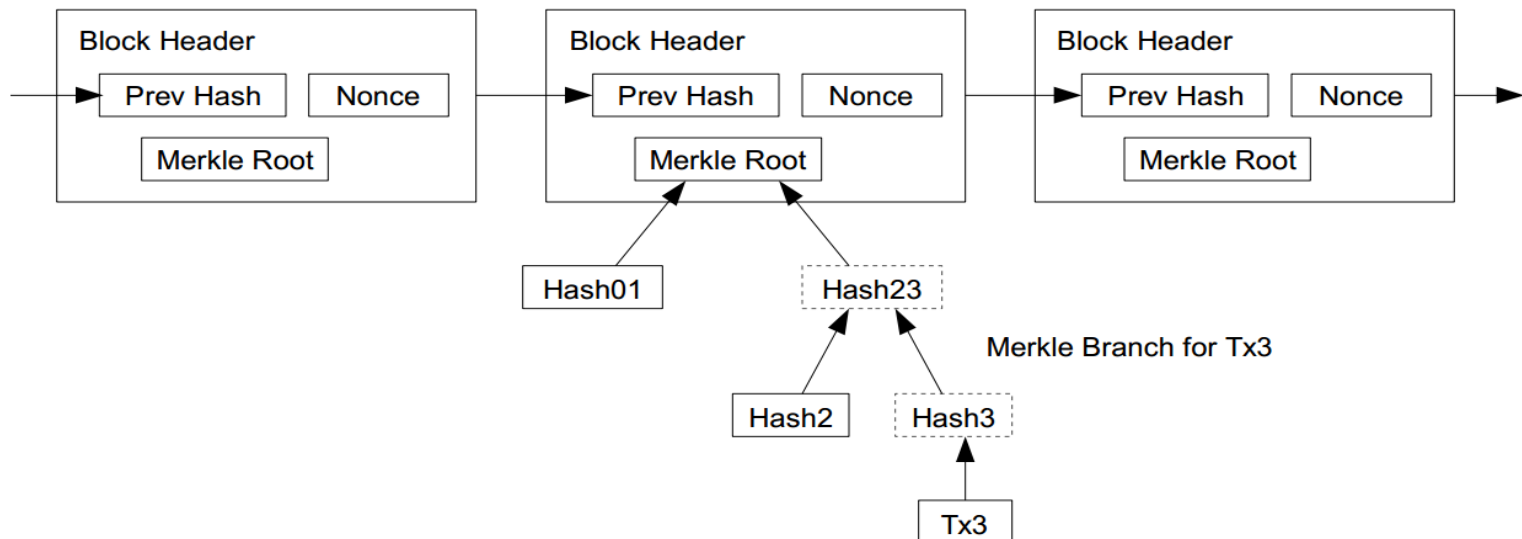 Block Header
Block Header
Block Header
Prev Hash
Nonce
Prev Hash
Nonce
Prev Hash
Nonce
Merkle Root
Merkle Root
Merkle Root
Hash01
Hash23
Merkle Branch for Tx3
Hash2
Hash3
Tx3